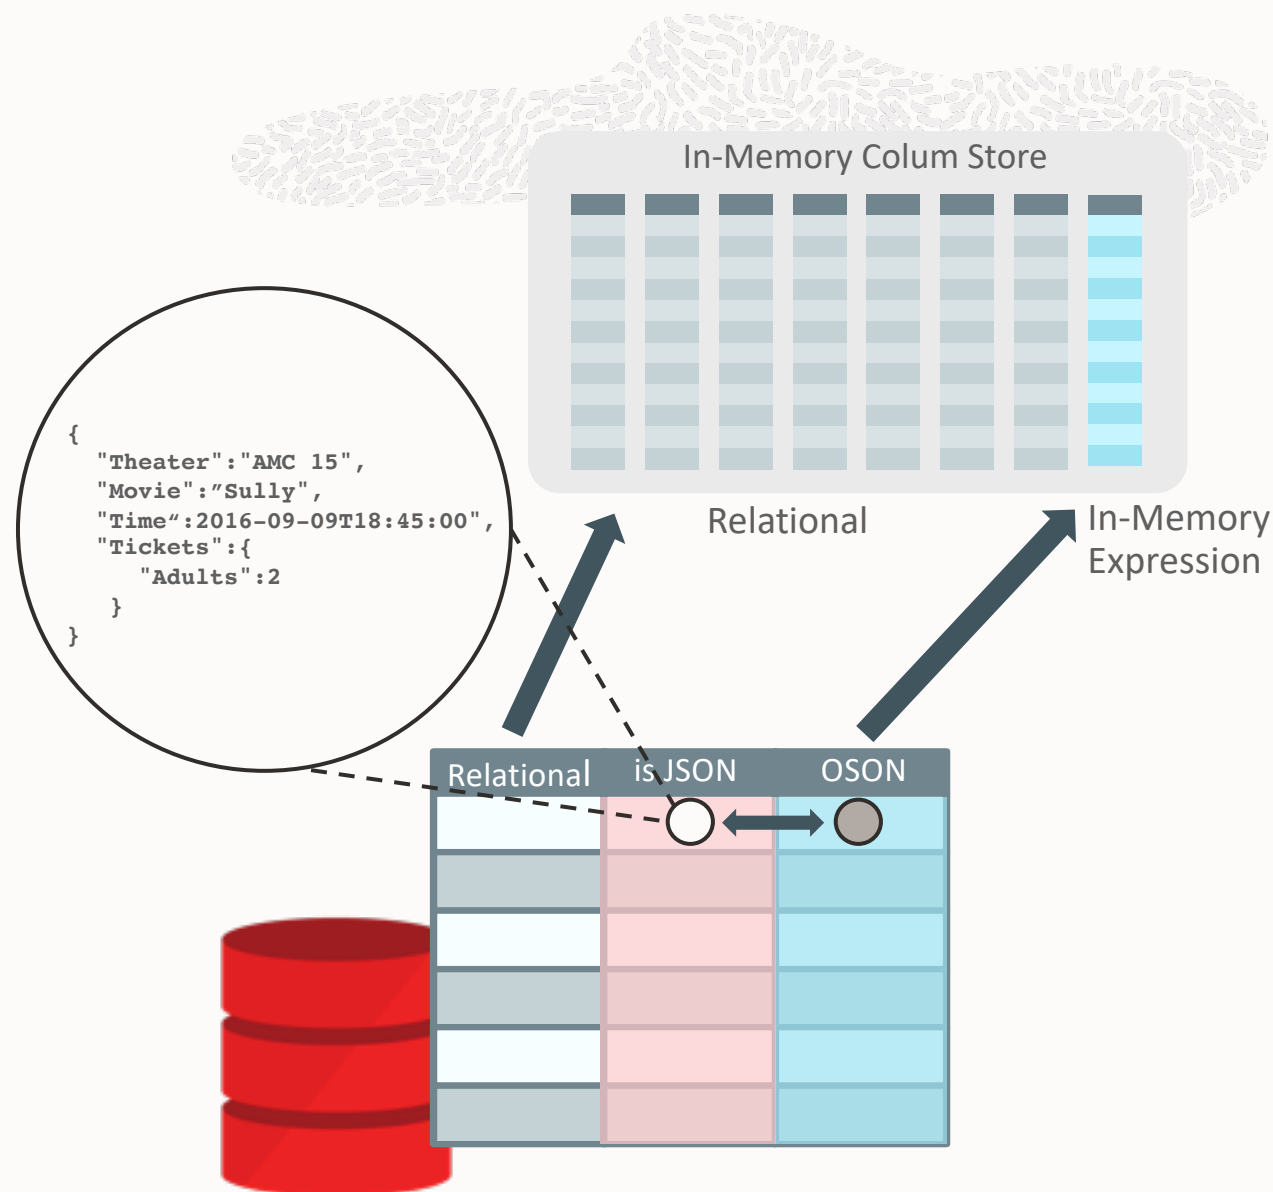 In-Memory Colum Store
{
"Theater":"AMC 15",
"Movie":”Sully",
"Time“:2016-09-09T18:45:00",
"Tickets":{
"Adults":2
}
}
Relational
In-Memory
Expression
Relational
is JSON
OSON